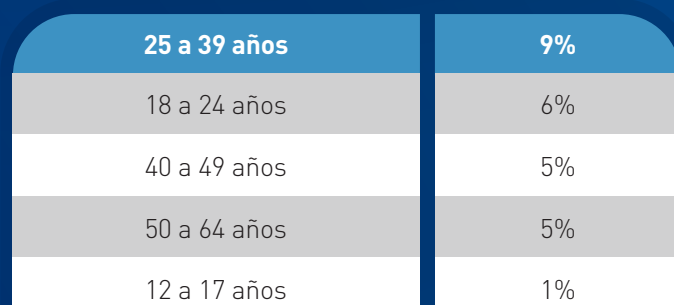 25 a 39 años 9%
18 a 24 años 6%
40 a 49 años 5%
50 a 64 años 5%
12 a 17 años 1%